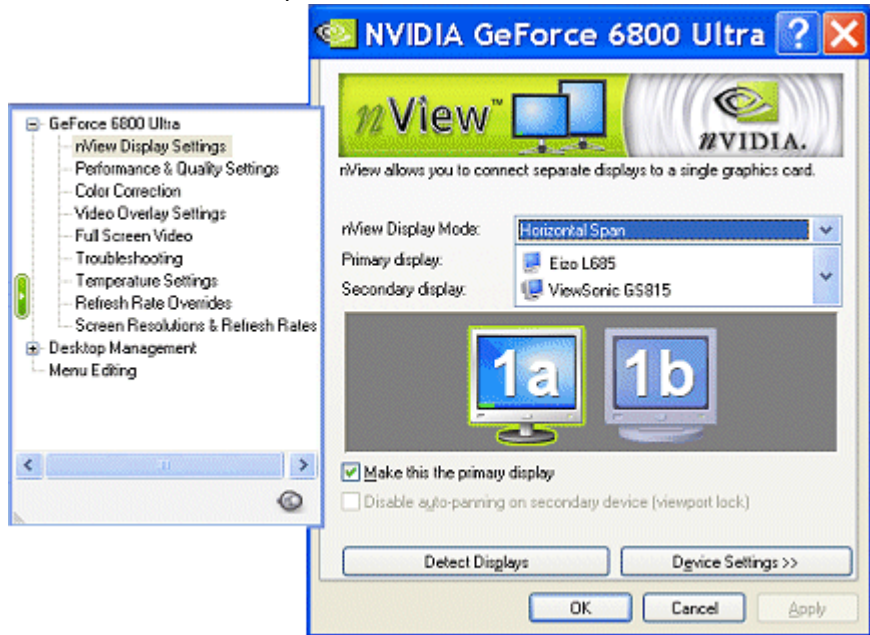 NVIDIA GeForce 6800 Ultra
GeForce 6800 Ultra
nView Display Settings
Performance & Quality Settings
Color Correction
Video Overlay Settings
Full Screen Video
Troubleshooting
Temperature Settings
Refresh Rate Overrides
Screen Resolutions & Refresh Rates
Desktop Management
Menu Editing
nView™
NVIDIA.
nView allows you to connect separate displays to a single graphics card.
nView Display Mode: Horizontal Span
Primary display: Eizo L685
Secondary display: ViewSonic GS815
1a 1b
Make this the primary display
Disable auto-panning on secondary device (viewport lock)
Detect Displays Device Settings >>
OK Cancel Apply